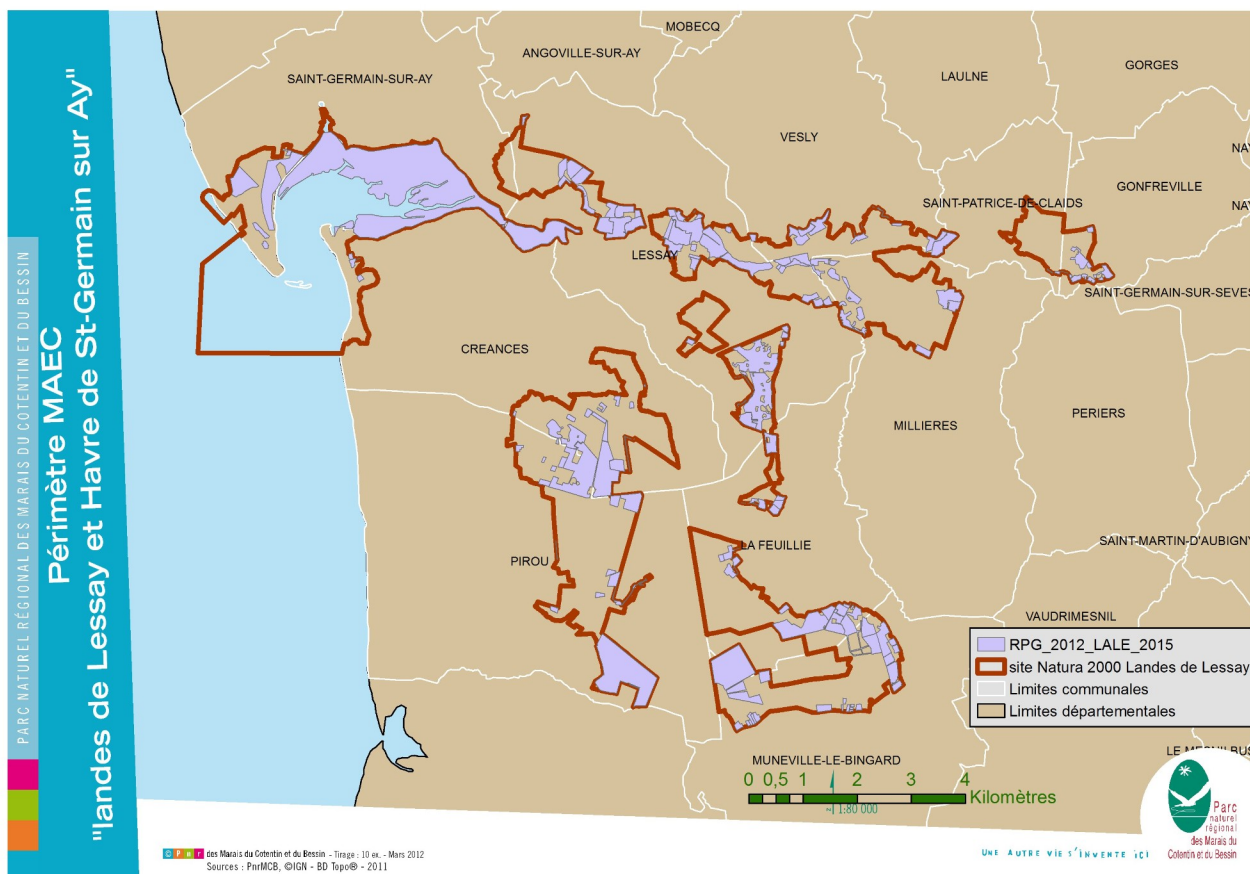 PARC NATUREL RÉGIONAL DES MARAIS DU COTENTIN ET DU BESSIN
Périmètre MAEC
"landes de Lessay et Havre de St-Germain sur Ay"
MOBECQ
ANGOVILLE-SUR-AY
SAINT-GERMAIN-SUR-AY
LAULNE
GORGES
VESLY
NAY
GONFREVILLE
SAINT-PATRICE-DE-CLAIDS
NAY
LESSAY
SAINT-GERMAIN-SUR-SEVES
CREANCES
PERIERS
MILLIERES
LA FEUILLIE
SAINT-MARTIN-D'AUBIGNY
PIROU
VAUDRIMESNIL
RPG_2012_LALE_2015
site Natura 2000 Landes de Lessay
Limites communales
Limites départementales
LE MESNILBUS
MUNEVILLE-LE-BINGARD
0 0,5 1 2 3 4
Kilomètres
1:80 000
Parc
naturel
régional
des Marais du
Cotentin et du Bessin
UNE AUTRE VIE S'INVENTE ICI
© P n r des Marais du Cotentin et du Bessin - Tirage : 10 ex. - Mars 2012
Sources : PnrMCB, ©IGN - BD Topo® - 2011